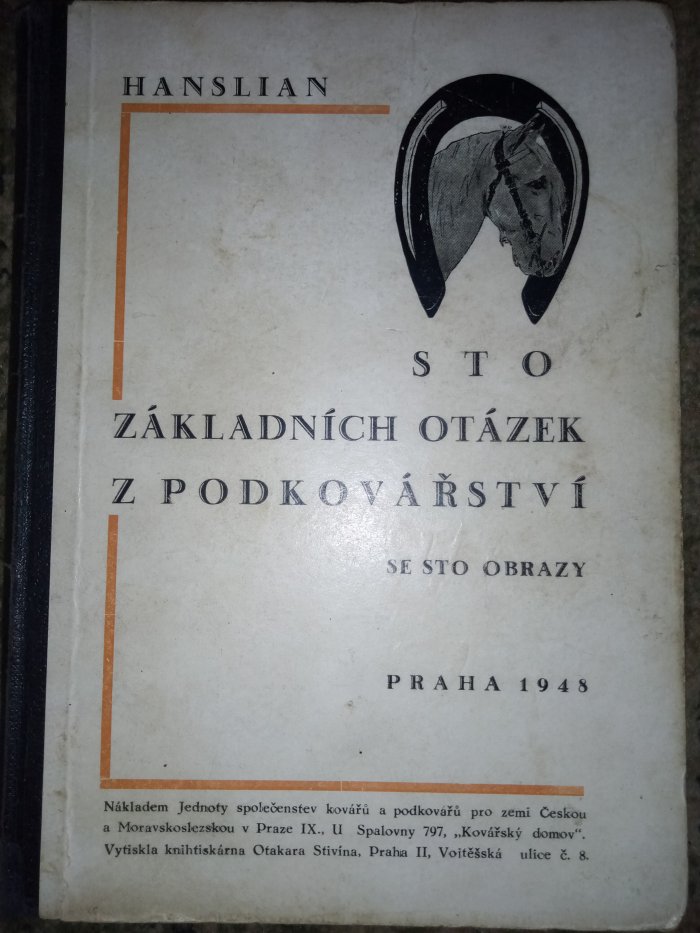 HANSLIAN
STO
ZÁKLADNÍCH OTÁZEK
Z PODKOVÁŘSTVÍ
SE STO OBRAZY
PRAHA 1948
Nákladem Jednoty společenstev kovářů a podkovářů pro zemi Českou
a Moravskoslezskou v Praze IX., U Spalovny 797, „Kovářský domov“.
Vytiskla knihtiskárna Otakara Stivína, Praha II, Vojtěšská ulice č. 8.